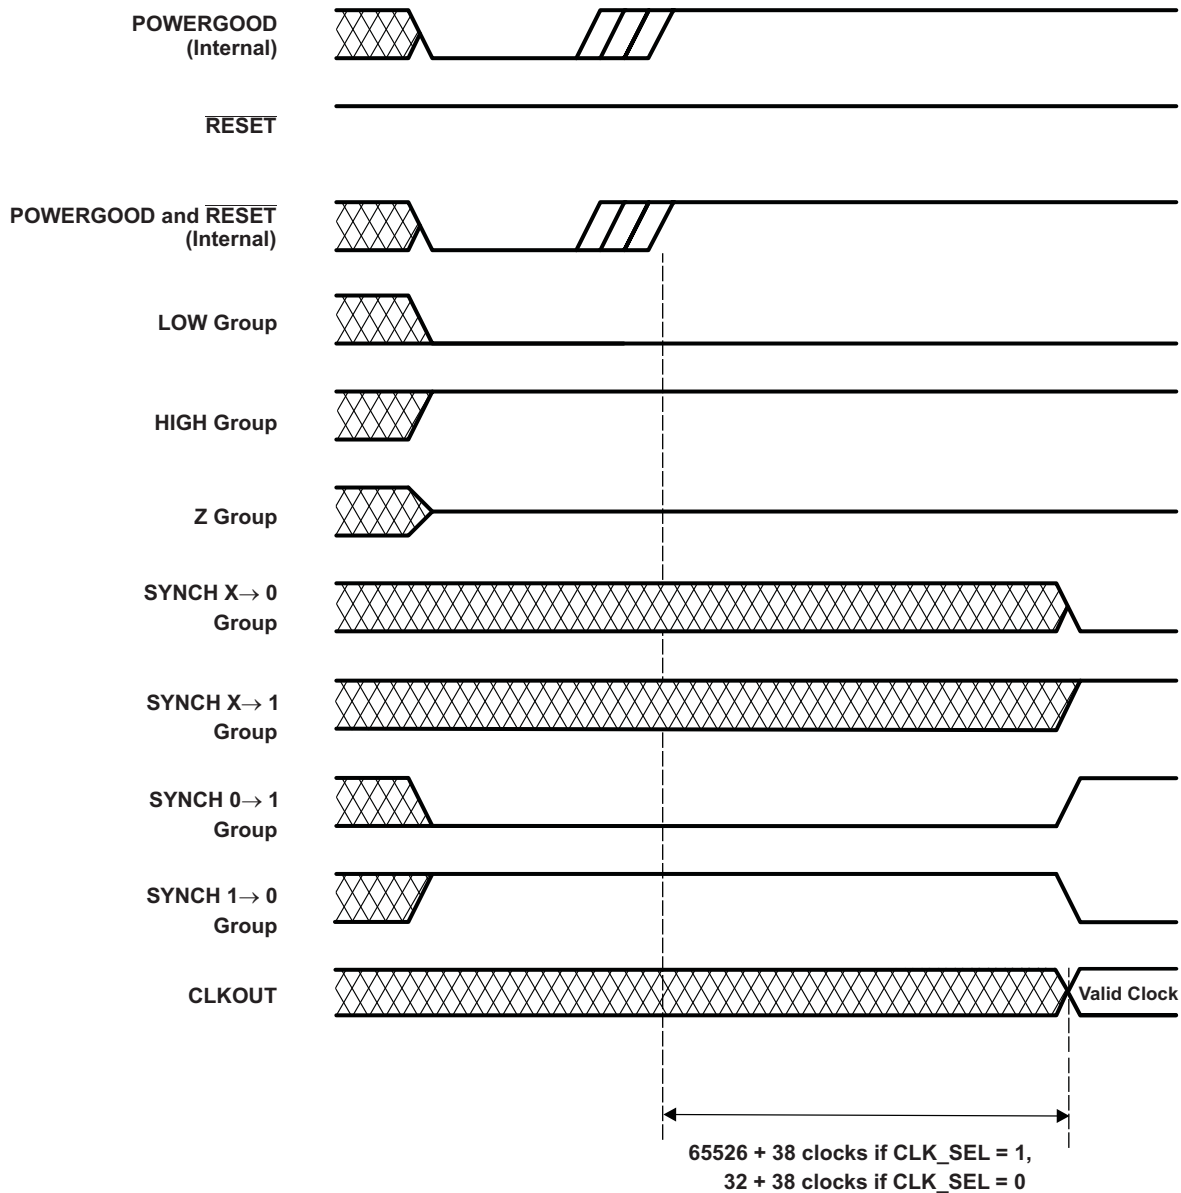 POWERGOOD
(Internal)
RESET
POWERGOOD and RESET
(Internal)
LOW Group
HIGH Group
Z Group
SYNCH X→ 0
Group
SYNCH X→ 1
Group
SYNCH 0→ 1
Group
SYNCH 1→ 0
Group
CLKOUT
Valid Clock
65526 + 38 clocks if CLK_SEL = 1,
32 + 38 clocks if CLK_SEL = 0